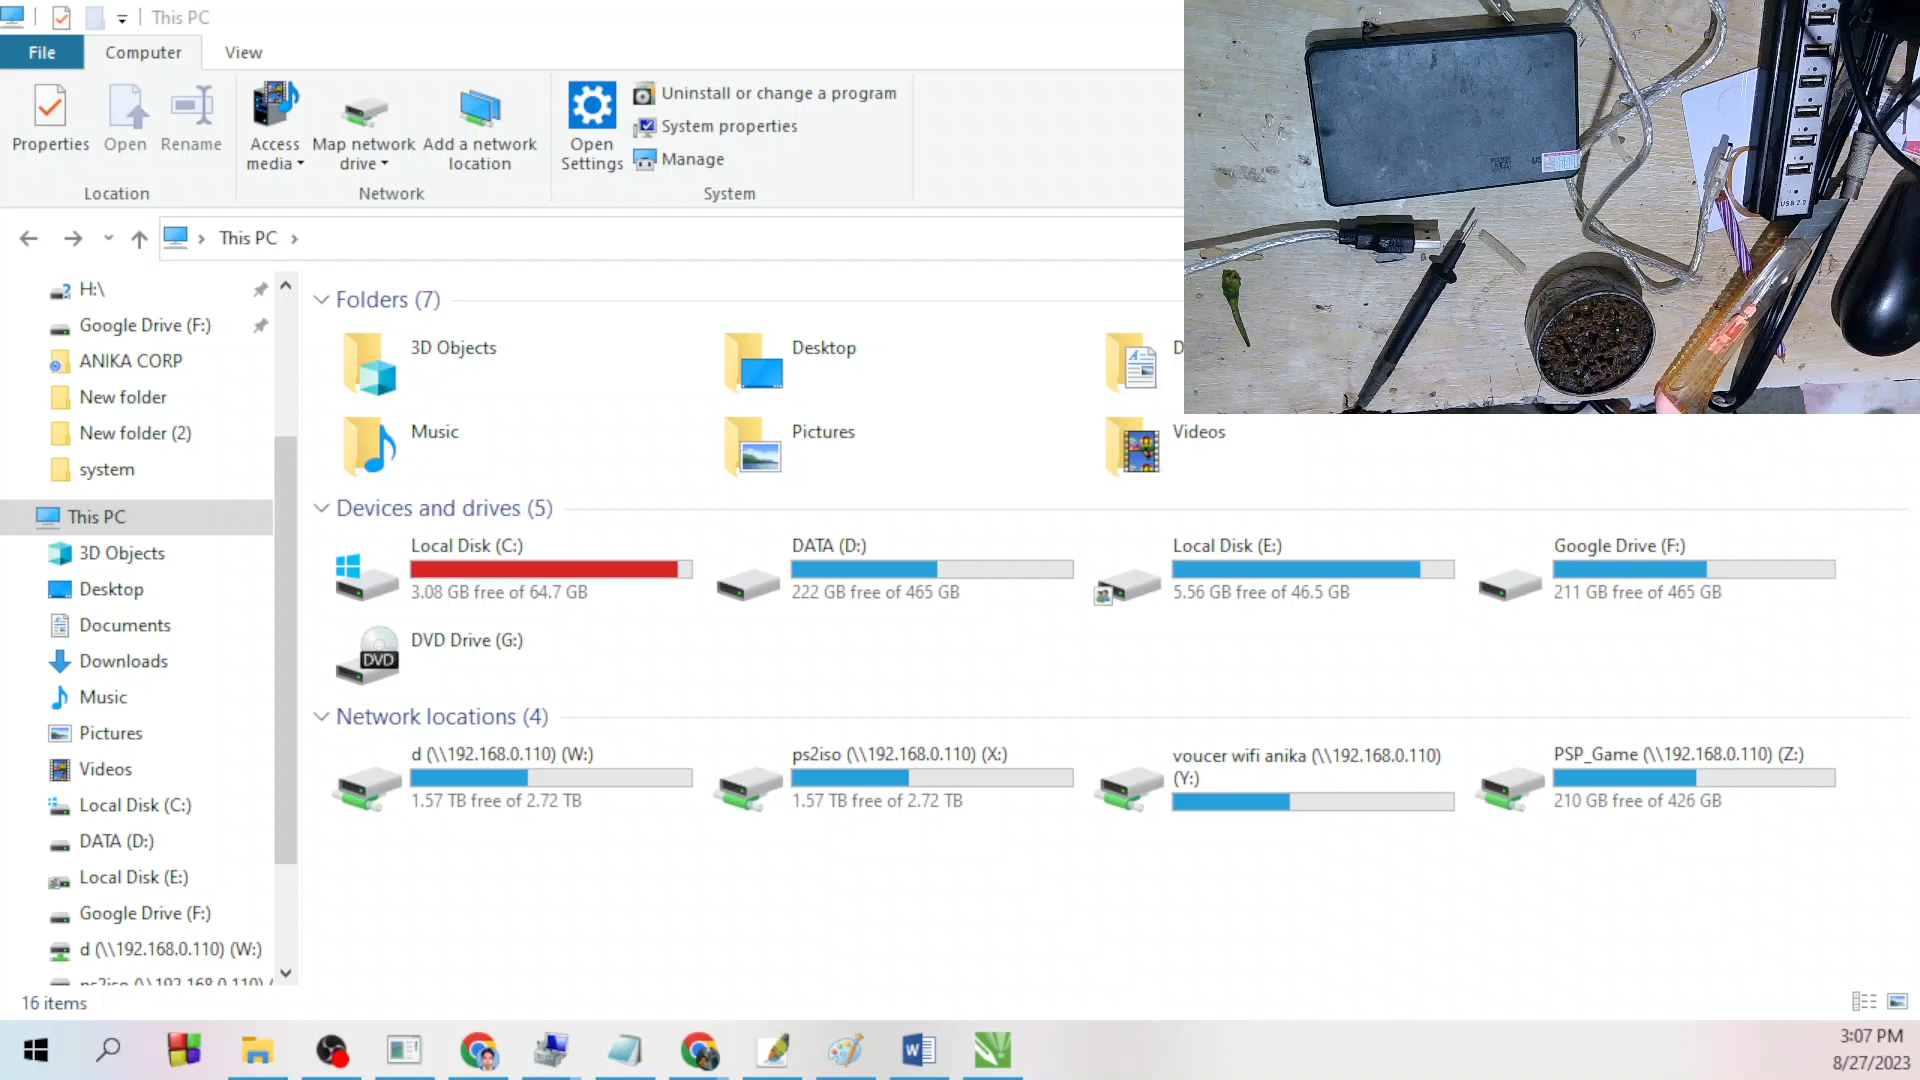 This PC
File
Computer
View
Properties
Open
Rename
Access media
Map network drive
Add a network location
Open Settings
Uninstall or change a program
System properties
Manage
Location
Network
System
This PC
H:\
Google Drive (F:)
ANIKA CORP
New folder
New folder (2)
system
This PC
3D Objects
Desktop
Documents
Downloads
Music
Pictures
Videos
Local Disk (C:)
DATA (D:)
Local Disk (E:)
Google Drive (F:)
d (\\192.168.0.110) (W:)
Folders (7)
3D Objects
Desktop
D
Music
Pictures
Videos
Devices and drives (5)
Local Disk (C:)
3.08 GB free of 64.7 GB
DATA (D:)
222 GB free of 465 GB
Local Disk (E:)
5.56 GB free of 46.5 GB
Google Drive (F:)
211 GB free of 465 GB
DVD Drive (G:)
DVD
Network locations (4)
d (\\192.168.0.110) (W:)
1.57 TB free of 2.72 TB
ps2iso (\\192.168.0.110) (X:)
1.57 TB free of 2.72 TB
voucer wifi anika (\\192.168.0.110)
(Y:)
PSP_Game (\\192.168.0.110) (Z:)
210 GB free of 426 GB
USB 2.0
16 items
3:07 PM
8/27/2023